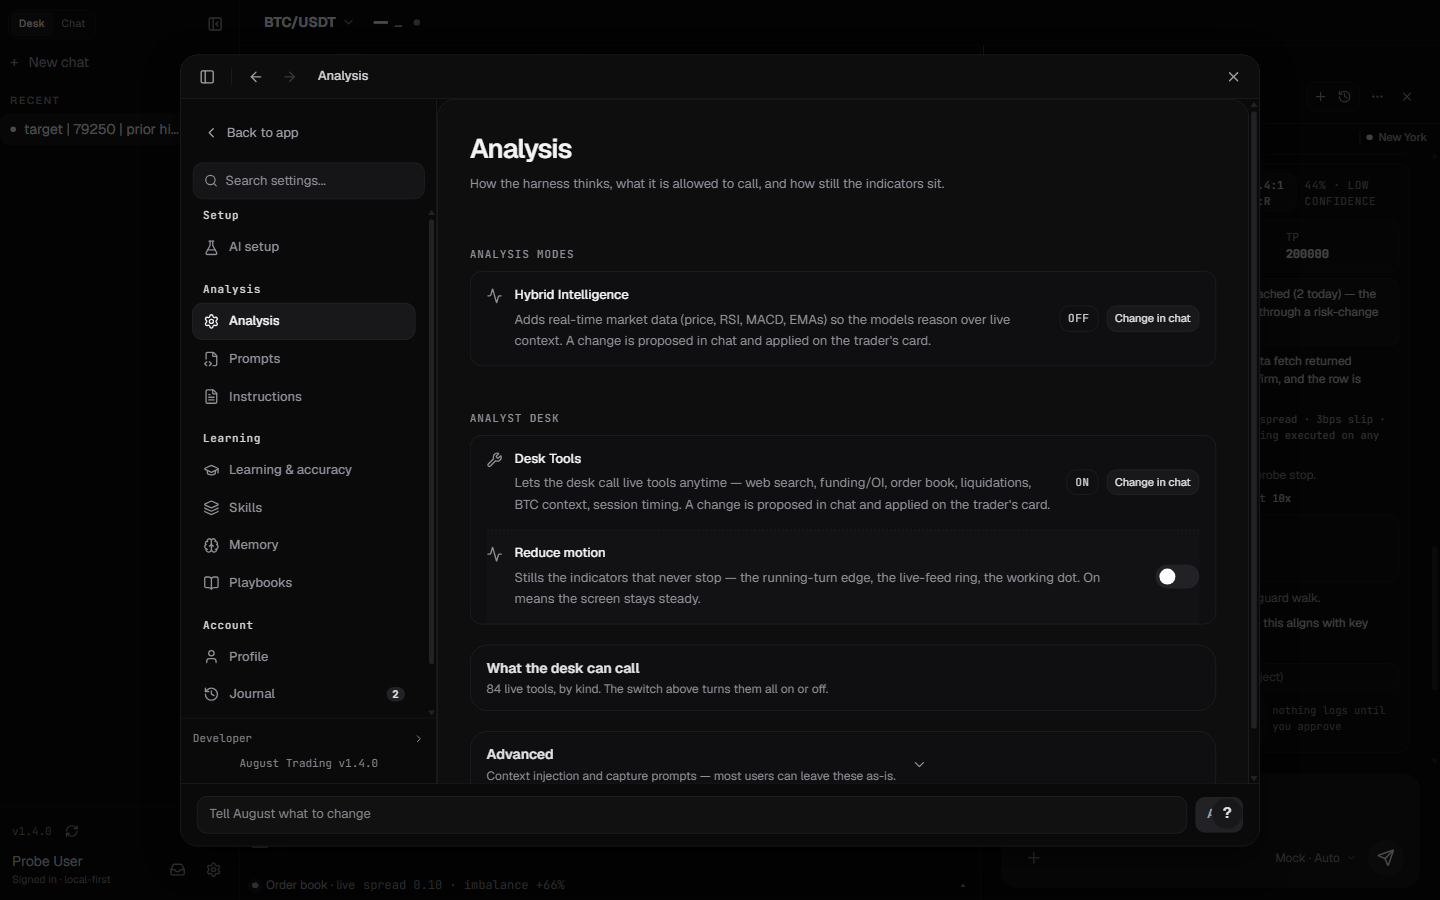 Desk Chat
BTC/USDT
New chat
RECENT
target | 79250 | prior hi...
Analysis
Back to app
Search settings...
Setup
AI setup
Analysis
Analysis
Prompts
Instructions
Learning
Learning & accuracy
Skills
Memory
Playbooks
Account
Profile
Journal 2
Developer
August Trading v1.4.0
Analysis
How the harness thinks, what it is allowed to call, and how still the indicators sit.
ANALYSIS MODES
Hybrid Intelligence
Adds real-time market data (price, RSI, MACD, EMAs) so the models reason over live
context. A change is proposed in chat and applied on the trader's card.
OFF Change in chat
ANALYST DESK
Desk Tools
Lets the desk call live tools anytime — web search, funding/OI, order book, liquidations,
BTC context, session timing. A change is proposed in chat and applied on the trader's card.
ON Change in chat
Reduce motion
Stills the indicators that never stop — the running-turn edge, the live-feed ring, the working dot. On
means the screen stays steady.
What the desk can call
84 live tools, by kind. The switch above turns them all on or off.
Advanced
Context injection and capture prompts — most users can leave these as-is.
Tell August what to change
?
New York
.4:1 44% · LOW
:R CONFIDENCE
TP
200000
ached (2 today) — the
through a risk-change
ta fetch returned
firm, and the row is
spread · 3bps slip ·
ing executed on any
probe stop.
t 10x
guard walk.
this aligns with key
ject)
nothing logs until
you approve
Mock · Auto
v1.4.0
Probe User
Signed in · local-first
Order book · live spread 0.10 · imbalance +66%